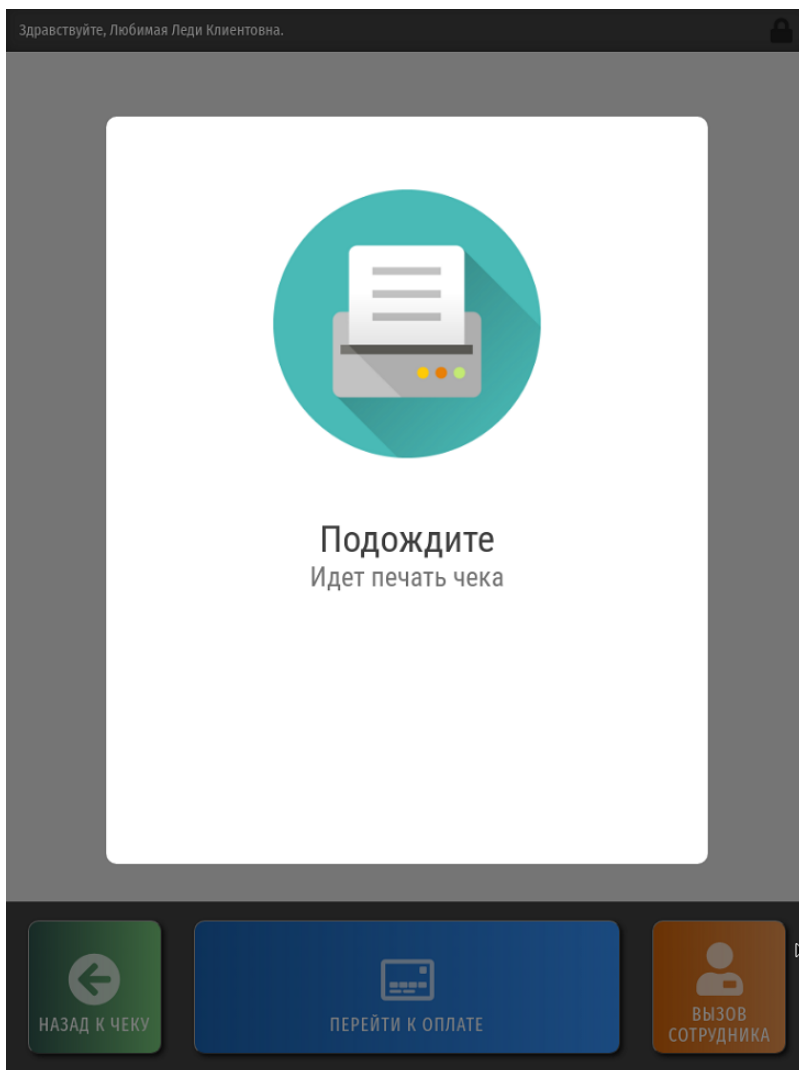 Здравствуйте, Любимая Леди Клиентовна.
Подождите
Идет печать чека
НАЗАД К ЧЕКУ
ПЕРЕЙТИ К ОПЛАТЕ
ВЫЗОВ
СОТРУДНИКА